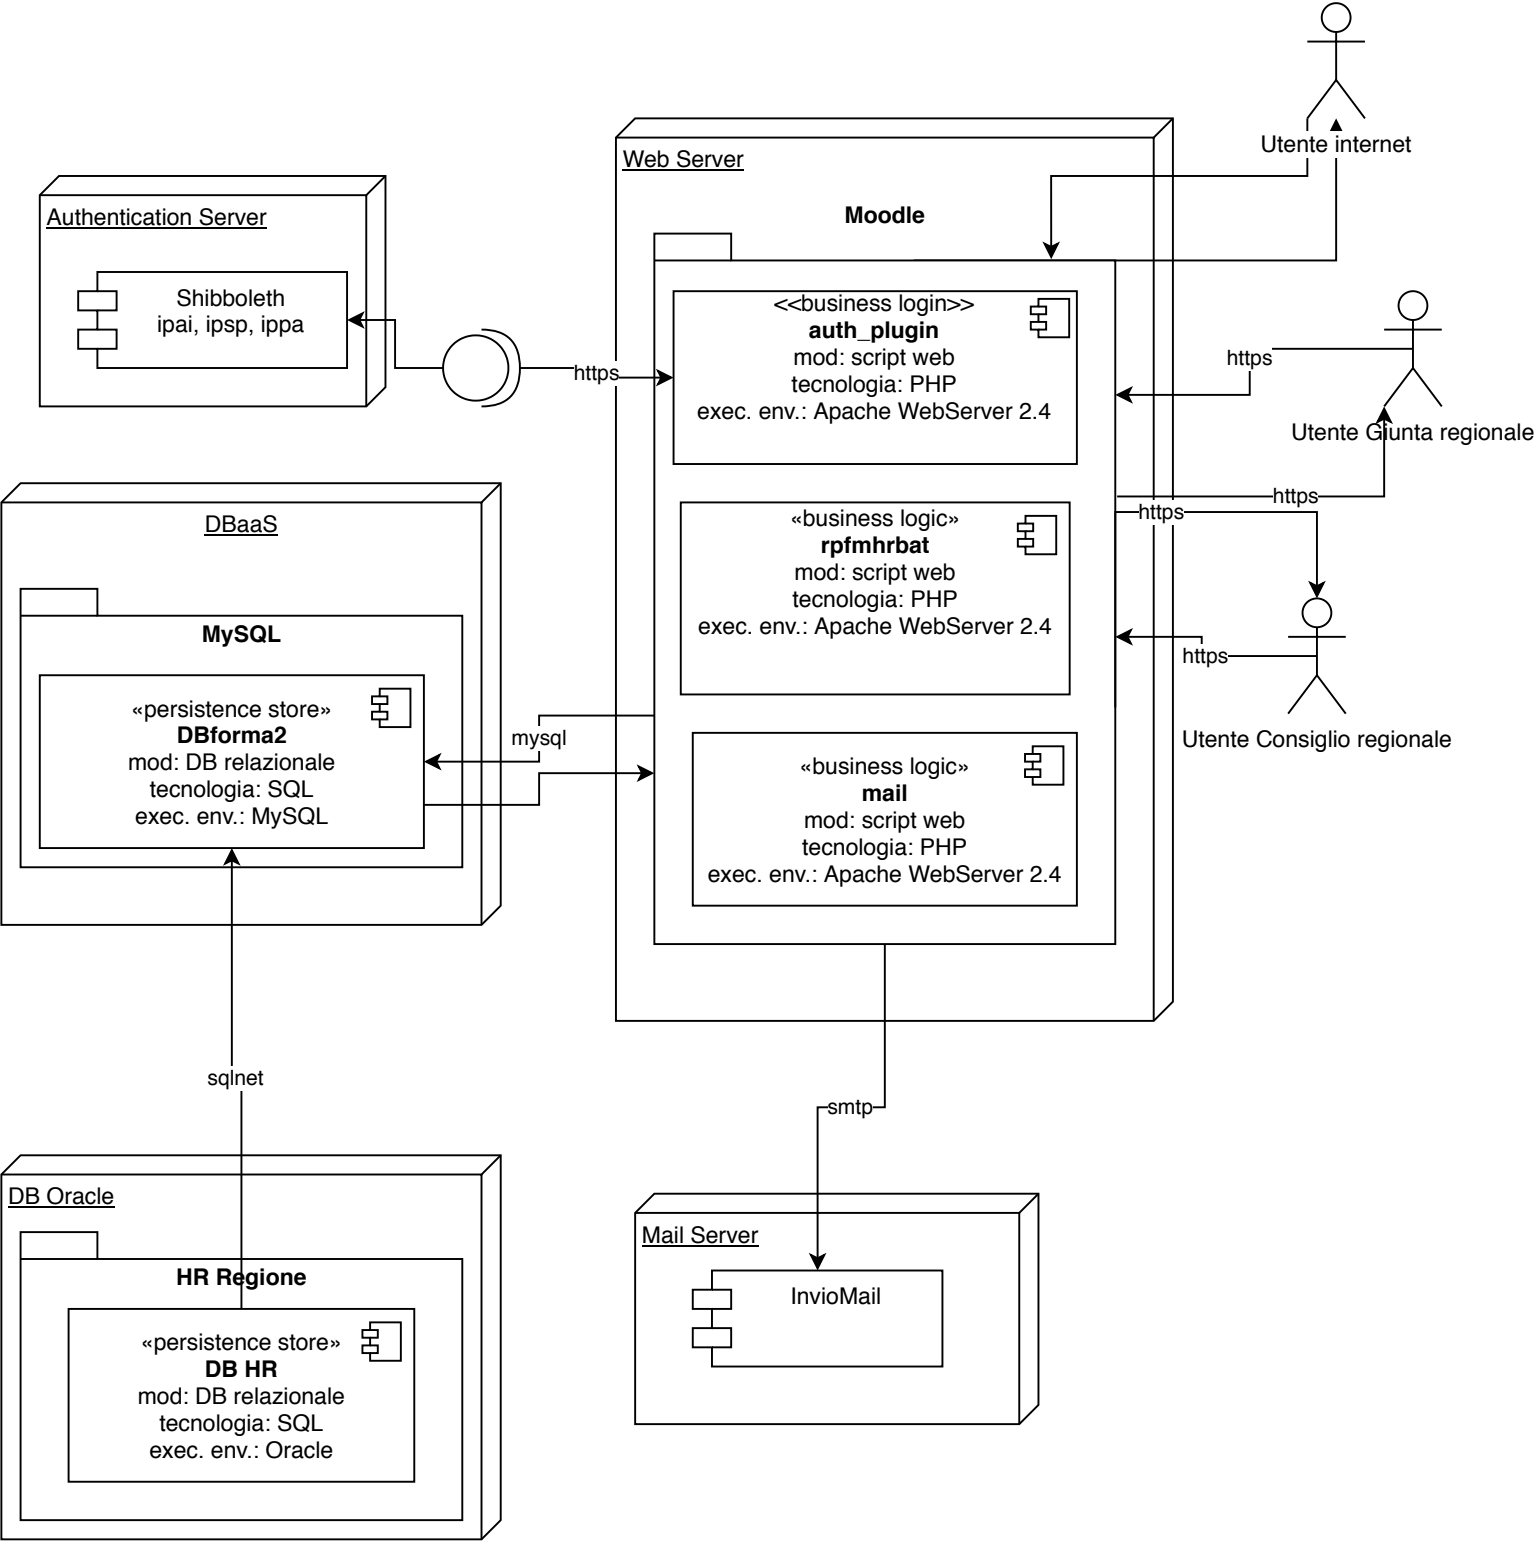 Utente internet
Web Server
Moodle
Authentication Server
Shibboleth
ipai, ipsp, ippa
https
<<business login>>
auth_plugin
mod: script web
tecnologia: PHP
exec. env.: Apache WebServer 2.4
https
Utente Giunta regionale
https
https
«business logic»
rpfmhrbat
mod: script web
tecnologia: PHP
exec. env.: Apache WebServer 2.4
https
Utente Consiglio regionale
DBaaS
MySQL
«persistence store»
DBforma2
mod: DB relazionale
tecnologia: SQL
exec. env.: MySQL
mysql
«business logic»
mail
mod: script web
tecnologia: PHP
exec. env.: Apache WebServer 2.4
sqlnet
smtp
DB Oracle
HR Regione
«persistence store»
DB HR
mod: DB relazionale
tecnologia: SQL
exec. env.: Oracle
Mail Server
InvioMail